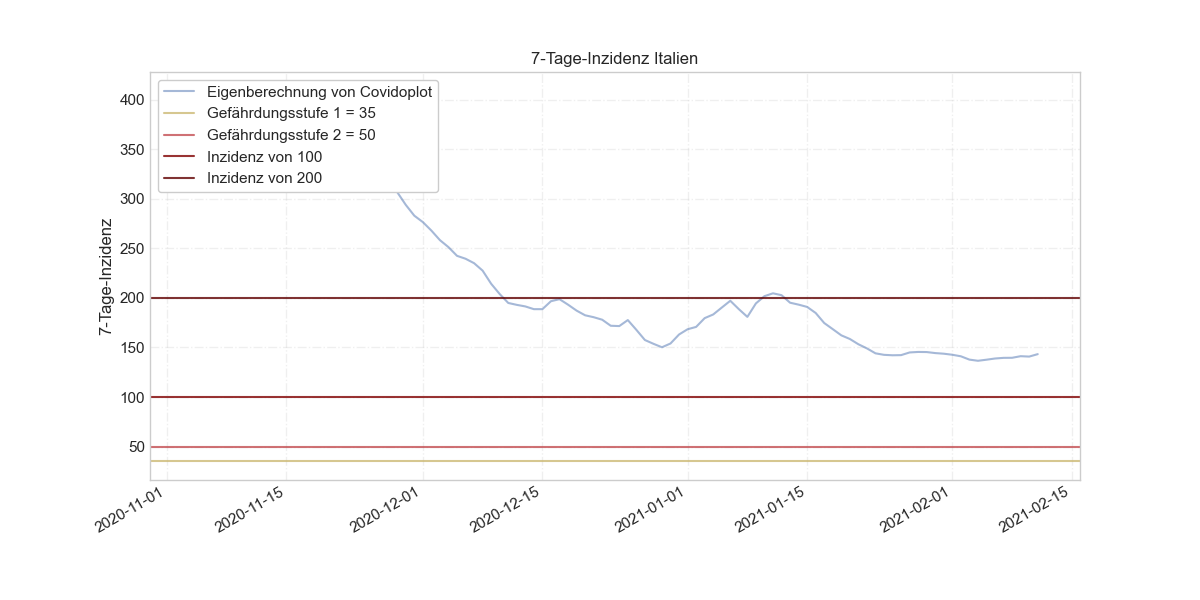 7-Tage-Inzidenz Italien
Eigenberechnung von Covidoplot
Gefährdungsstufe 1 = 35
Gefährdungsstufe 2 = 50
Inzidenz von 100
Inzidenz von 200
7-Tage-Inzidenz
400
350
300
250
200
150
100
50
2020-11-01
2020-11-15
2020-12-01
2020-12-15
2021-01-01
2021-01-15
2021-02-01
2021-02-15